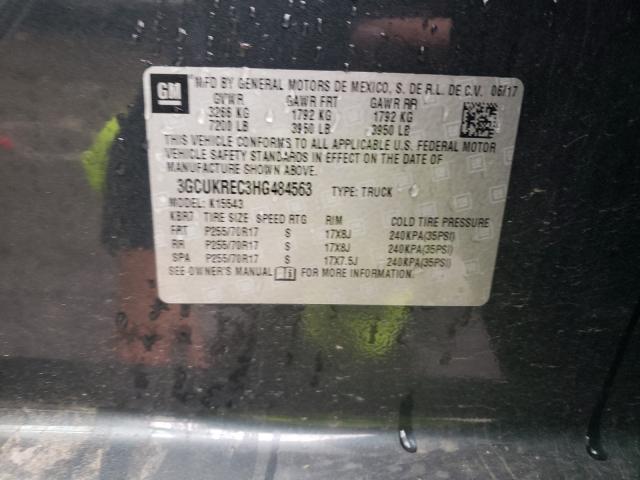 GM
MFD BY GENERAL MOTORS DE MEXICO, S. DE R.L. DE C.V. 06/17
GVWR GAWR FRT GAWR RR
3266 KG 1792 KG 1792 KG
7200 LB 3950 LB 3950 LB
THIS VEHICLE CONFORMS TO ALL APPLICABLE U.S. FEDERAL MOTOR
VEHICLE SAFETY STANDARDS IN EFFECT ON THE DATE OF
MANUFACTURE SHOWN ABOVE.
3GCUKREC3HG484563 TYPE: TRUCK
MODEL: K15543
KBR7 TIRE SIZE SPEED RTG RIM COLD TIRE PRESSURE
FRT P255/70R17 S 17X8J 240KPA(35PSI)
RR P255/70R17 S 17X8J 240KPA(35PSI)
SPA P255/70R17 S 17X7.5J 240KPA(35PSI)
SEE OWNER'S MANUAL FOR MORE INFORMATION.